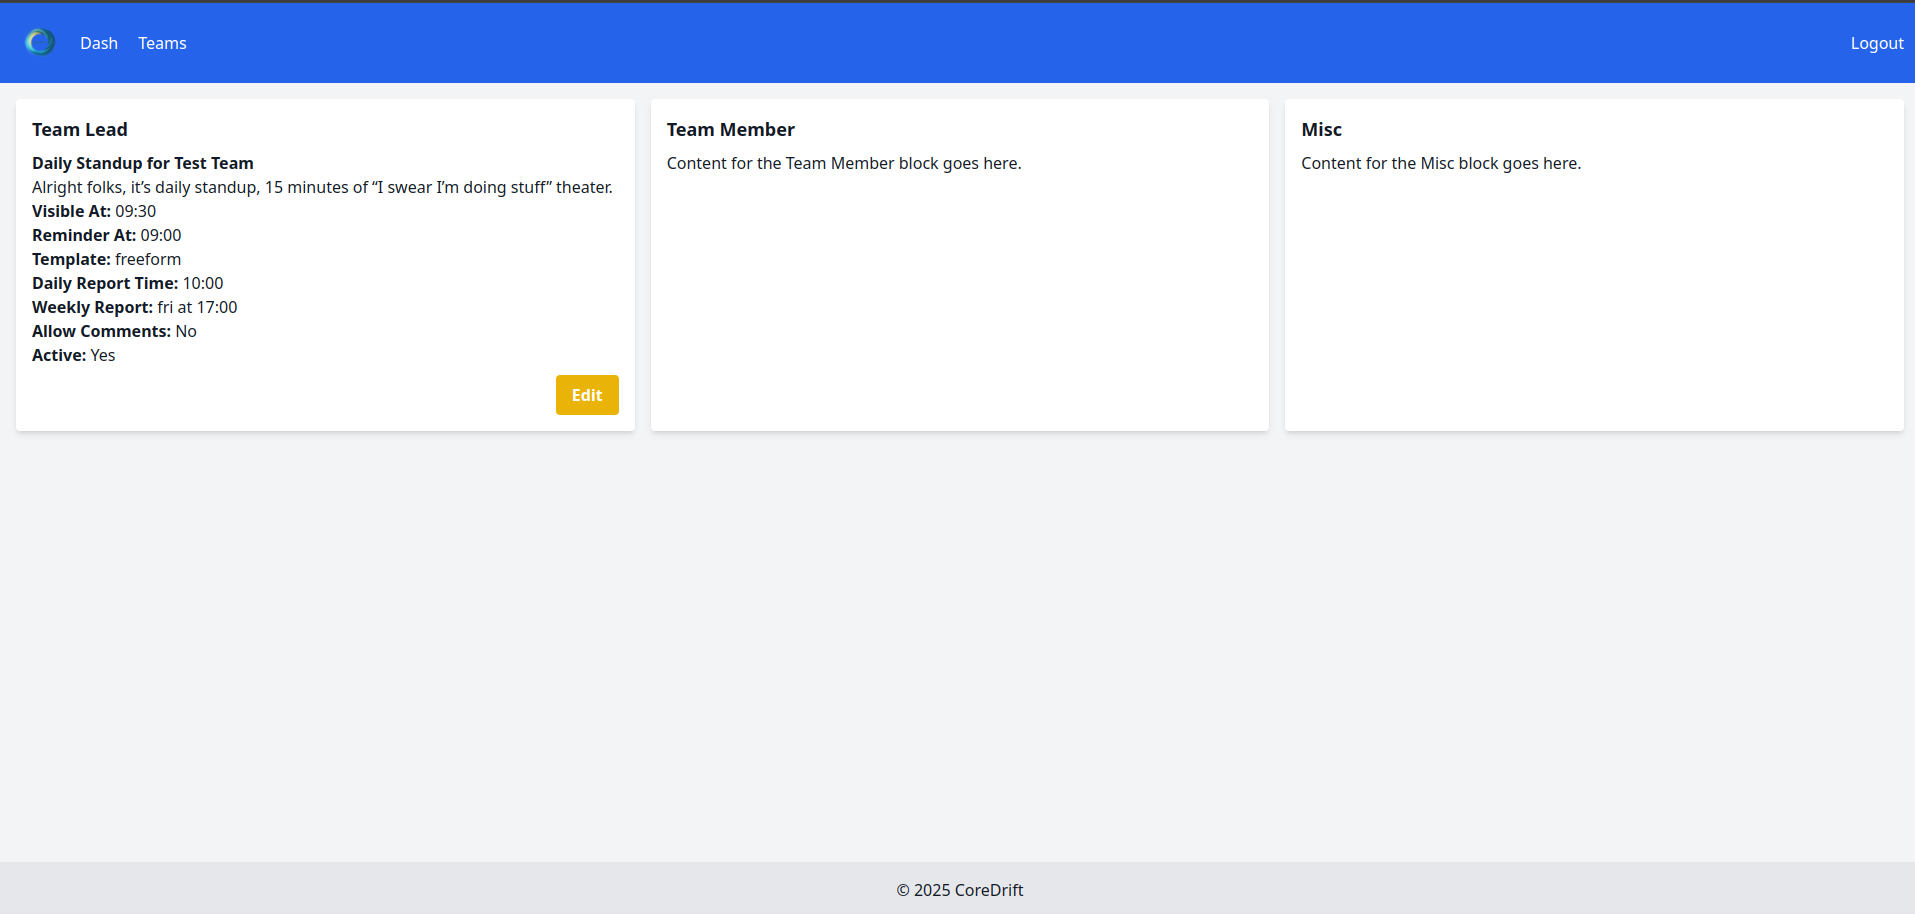 Dash Teams Logout
Team Lead
Daily Standup for Test Team
Alright folks, it’s daily standup, 15 minutes of “I swear I’m doing stuff” theater.
Visible At: 09:30
Reminder At: 09:00
Template: freeform
Daily Report Time: 10:00
Weekly Report: fri at 17:00
Allow Comments: No
Active: Yes
Edit
Team Member
Content for the Team Member block goes here.
Misc
Content for the Misc block goes here.
© 2025 CoreDrift